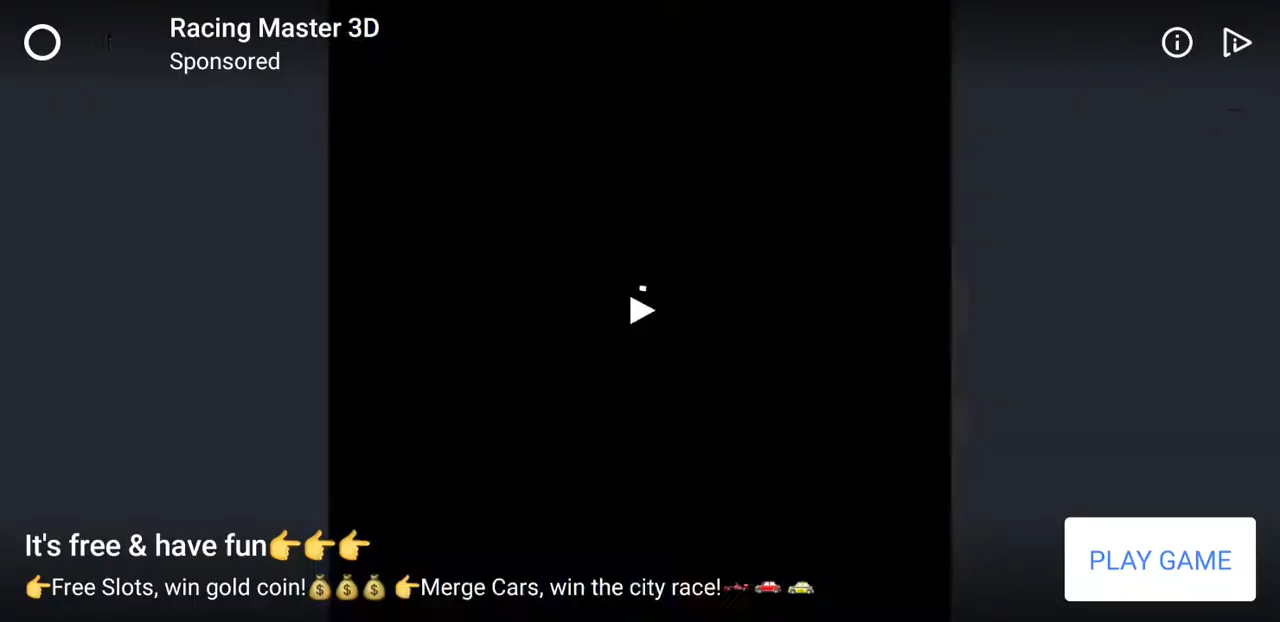 Racing Master 3D
Sponsored
It's free & have fun👉👉👉
👉Free Slots, win gold coin!💰💰💰 👉Merge Cars, win the city race!🏎🚗🚕
PLAY GAME